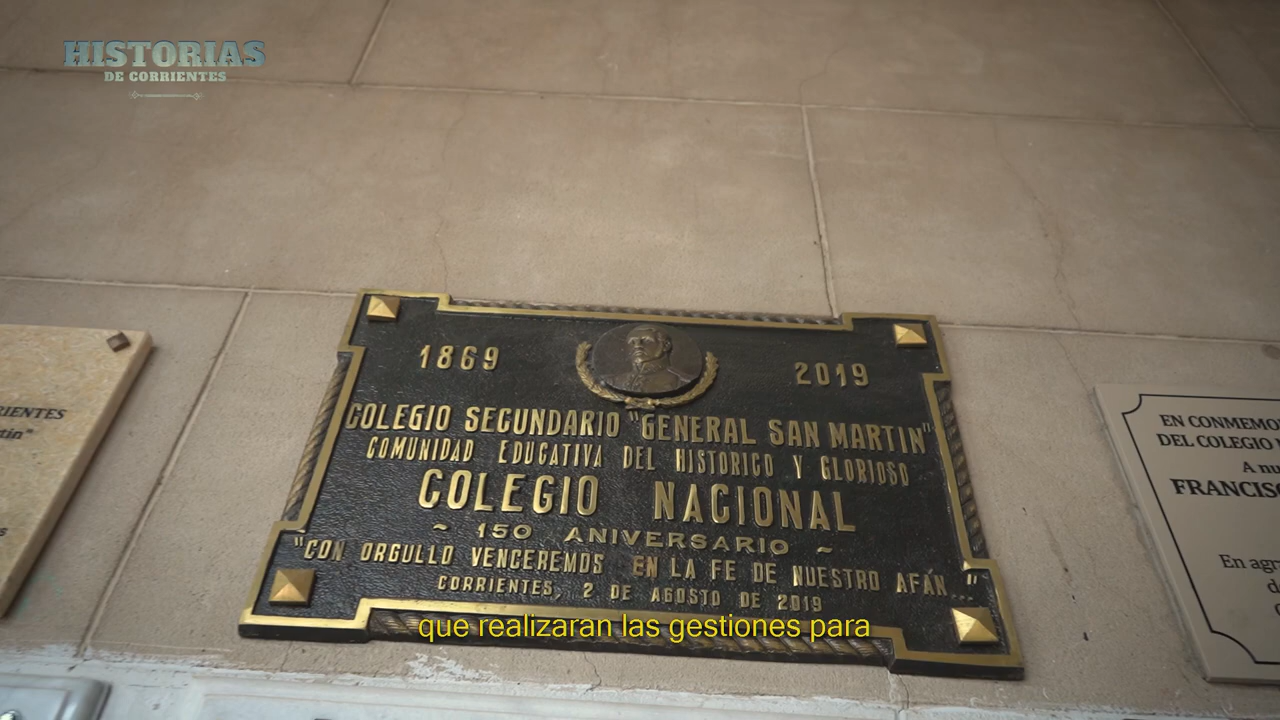 HISTORIAS
DE CORRIENTES
1869 2019
COLEGIO SECUNDARIO "GENERAL SAN MARTIN"
COMUNIDAD EDUCATIVA DEL HISTORICO Y GLORIOSO
COLEGIO NACIONAL
~ 150 ANIVERSARIO ~
"CON ORGULLO VENCEREMOS EN LA FE DE NUESTRO AFÁN..."
CORRIENTES, 2 DE AGOSTO DE 2019
EN CONMEMO
DEL COLEGIO
A nu
FRANCISC
En agr
d
RIENTES
tin"
que realizaran las gestiones para